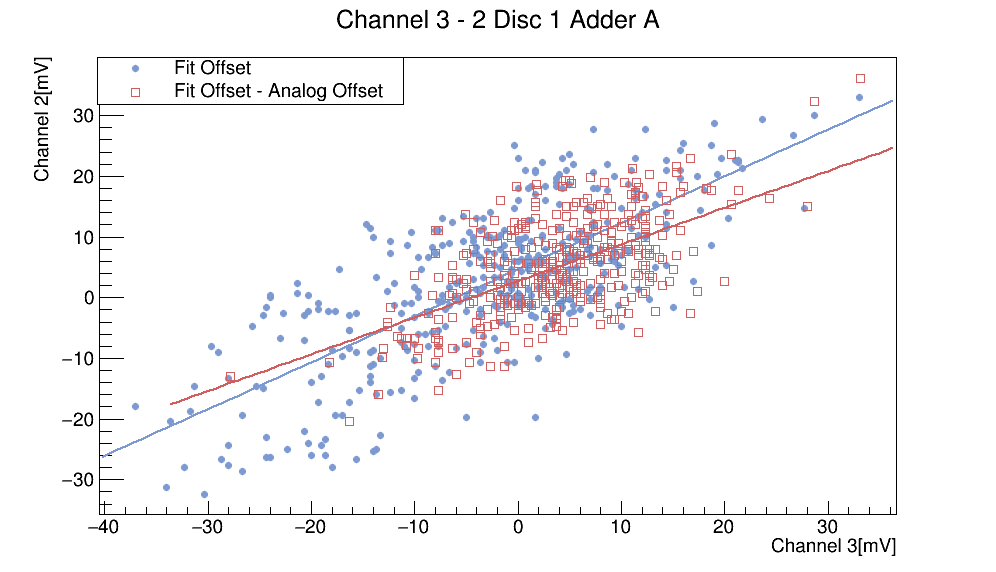 Channel 3 - 2 Disc 1 Adder A
Channel 2[mV]
Fit Offset
Fit Offset - Analog Offset
30
20
10
0
−10
−20
−30
−40 −30 −20 −10 0 10 20 30
Channel 3[mV]